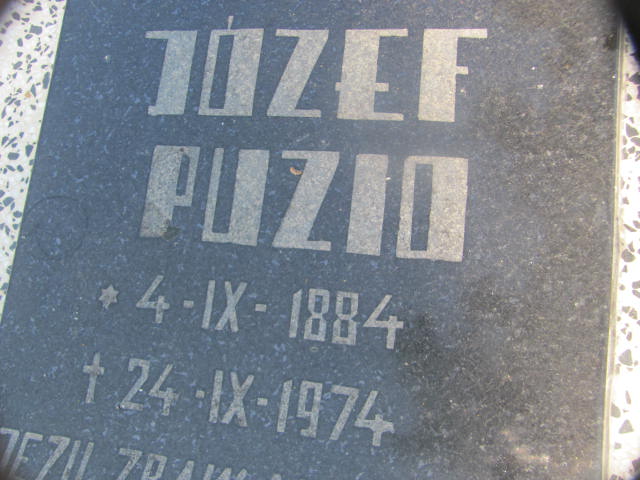 JÓZEF
PUZIO
* 4-IX-1884
† 24-IX-1974